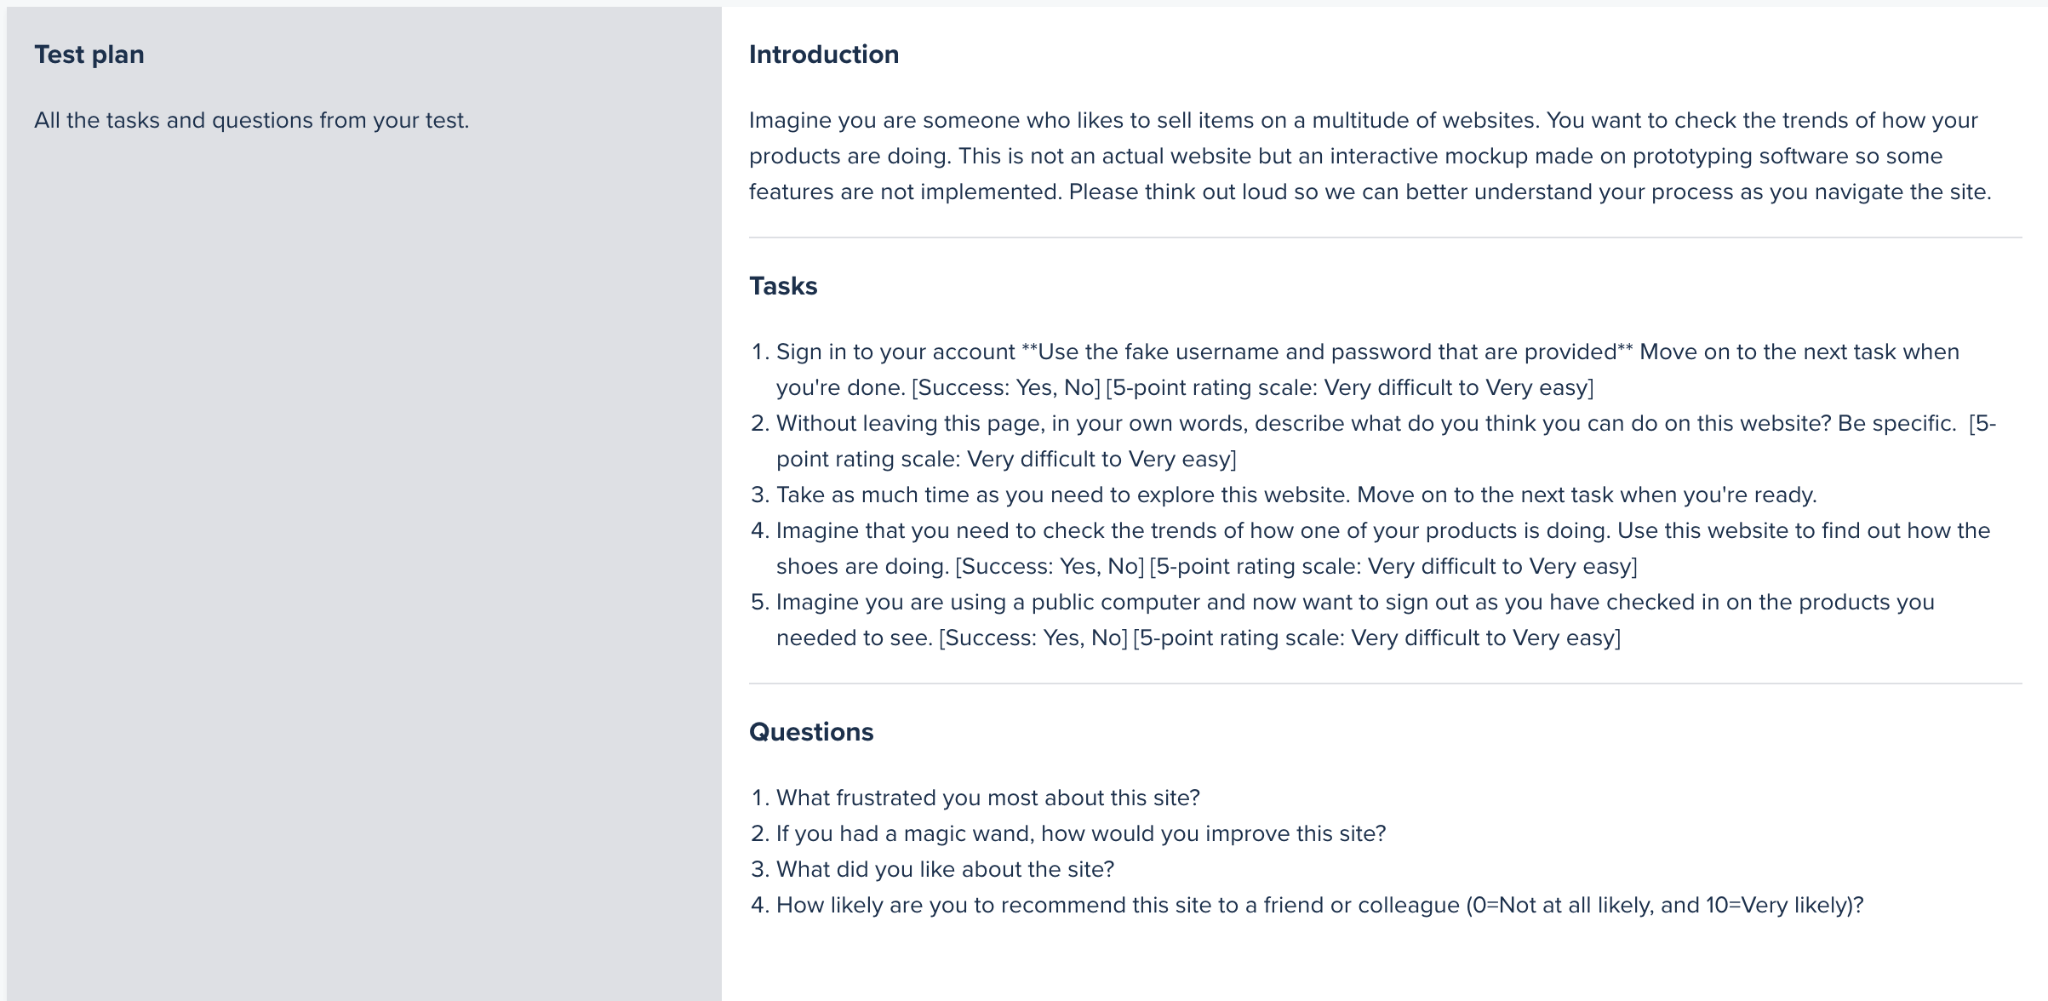 Test plan
All the tasks and questions from your test.
Introduction
Imagine you are someone who likes to sell items on a multitude of websites. You want to check the trends of how your
products are doing. This is not an actual website but an interactive mockup made on prototyping software so some
features are not implemented. Please think out loud so we can better understand your process as you navigate the site.
Tasks
1. Sign in to your account **Use the fake username and password that are provided** Move on to the next task when
you're done. [Success: Yes, No] [5-point rating scale: Very difficult to Very easy]
2. Without leaving this page, in your own words, describe what do you think you can do on this website? Be specific.  [5-
point rating scale: Very difficult to Very easy]
3. Take as much time as you need to explore this website. Move on to the next task when you're ready.
4. Imagine that you need to check the trends of how one of your products is doing. Use this website to find out how the
shoes are doing. [Success: Yes, No] [5-point rating scale: Very difficult to Very easy]
5. Imagine you are using a public computer and now want to sign out as you have checked in on the products you
needed to see. [Success: Yes, No] [5-point rating scale: Very difficult to Very easy]
Questions
1. What frustrated you most about this site?
2. If you had a magic wand, how would you improve this site?
3. What did you like about the site?
4. How likely are you to recommend this site to a friend or colleague (0=Not at all likely, and 10=Very likely)?